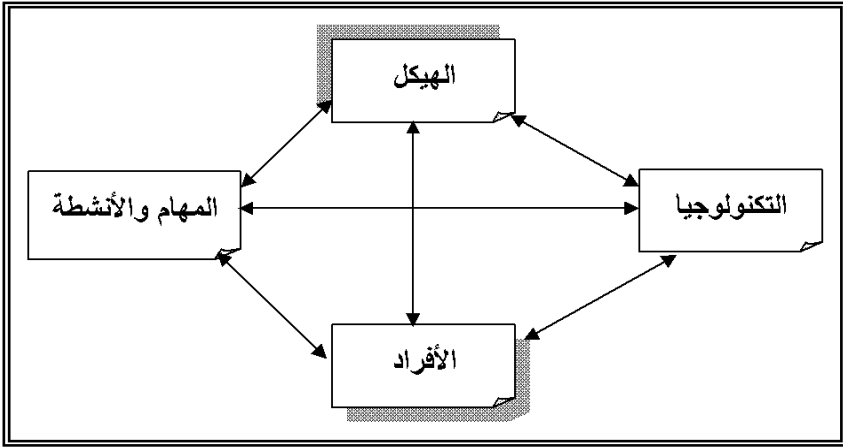 الهيكل
التكنولوجيا
المهام والأنشطة
الأفراد